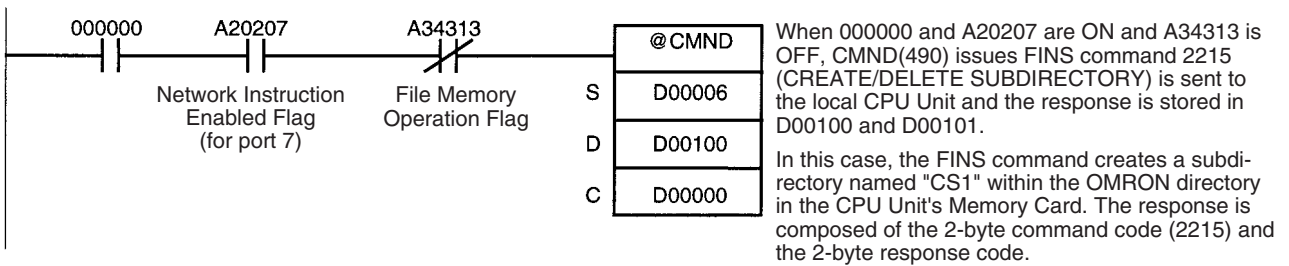 000000 A20207 A34313
@CMND
Network Instruction
Enabled Flag
(for port 7)
File Memory
Operation Flag
S D00006
D D00100
C D00000
When 000000 and A20207 are ON and A34313 is
OFF, CMND(490) issues FINS command 2215
(CREATE/DELETE SUBDIRECTORY) is sent to
the local CPU Unit and the response is stored in
D00100 and D00101.
In this case, the FINS command creates a subdi-
rectory named "CS1" within the OMRON directory
in the CPU Unit's Memory Card. The response is
composed of the 2-byte command code (2215) and
the 2-byte response code.